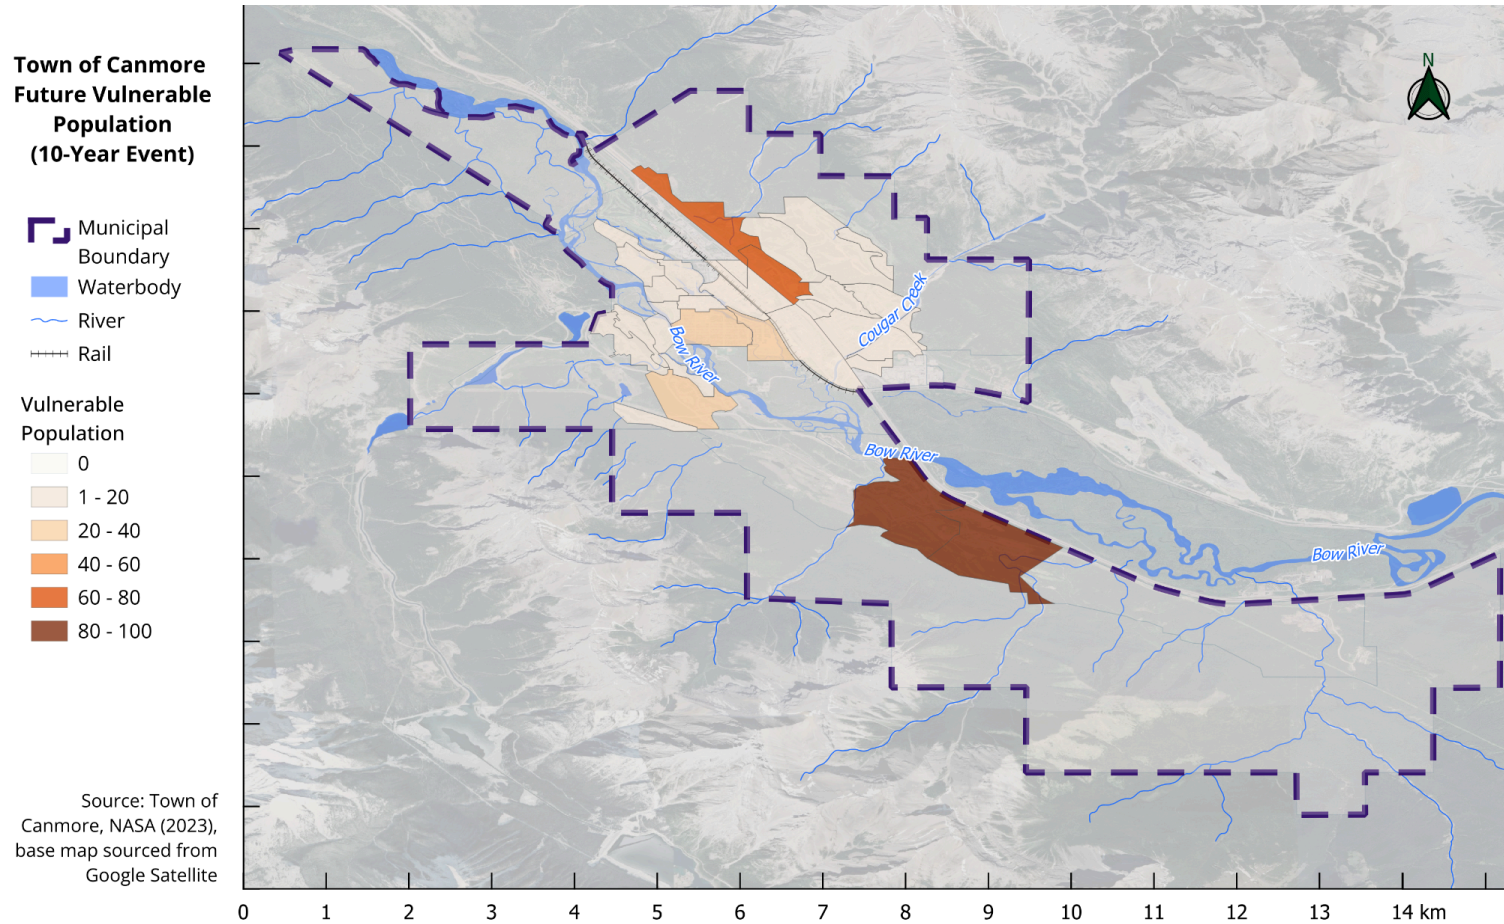 Town of Canmore
Future Vulnerable
Population
(10-Year Event)
Municipal
Boundary
Waterbody
River
Rail
Vulnerable
Population
0
1 - 20
20 - 40
40 - 60
60 - 80
80 - 100
Source: Town of
Canmore, NASA (2023),
base map sourced from
Google Satellite
N
Cougar Creek
Bow River
Bow River
Bow River
0 1 2 3 4 5 6 7 8 9 10 11 12 13 14 km